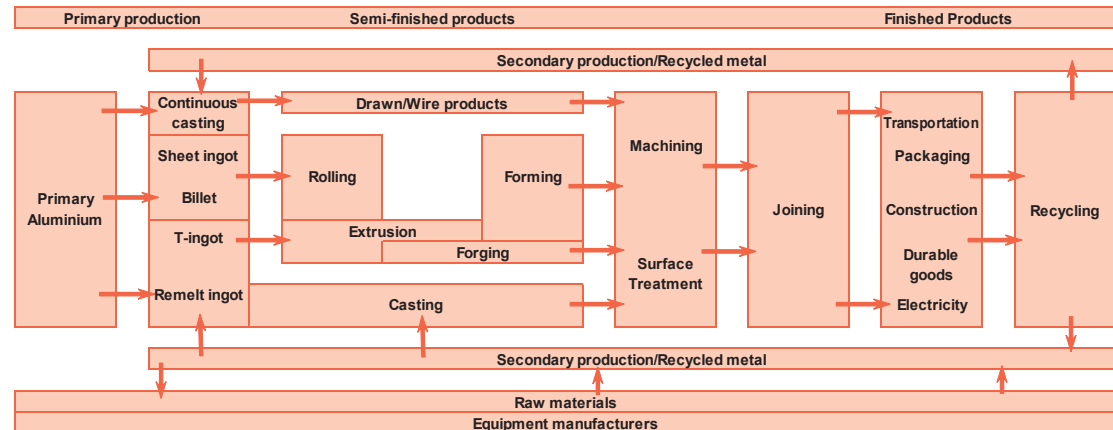 Primary production Semi-finished products Finished Products
Secondary production/Recycled metal
Primary
Aluminium
Continuous
casting
Sheet ingot
Billet
T-ingot
Remelt ingot
Drawn/Wire products
Rolling
Forming
Extrusion
Forging
Casting
Machining
Surface
Treatment
Joining
Transportation
Packaging
Construction
Durable
goods
Electricity
Recycling
Secondary production/Recycled metal
Raw materials
Equipment manufacturers